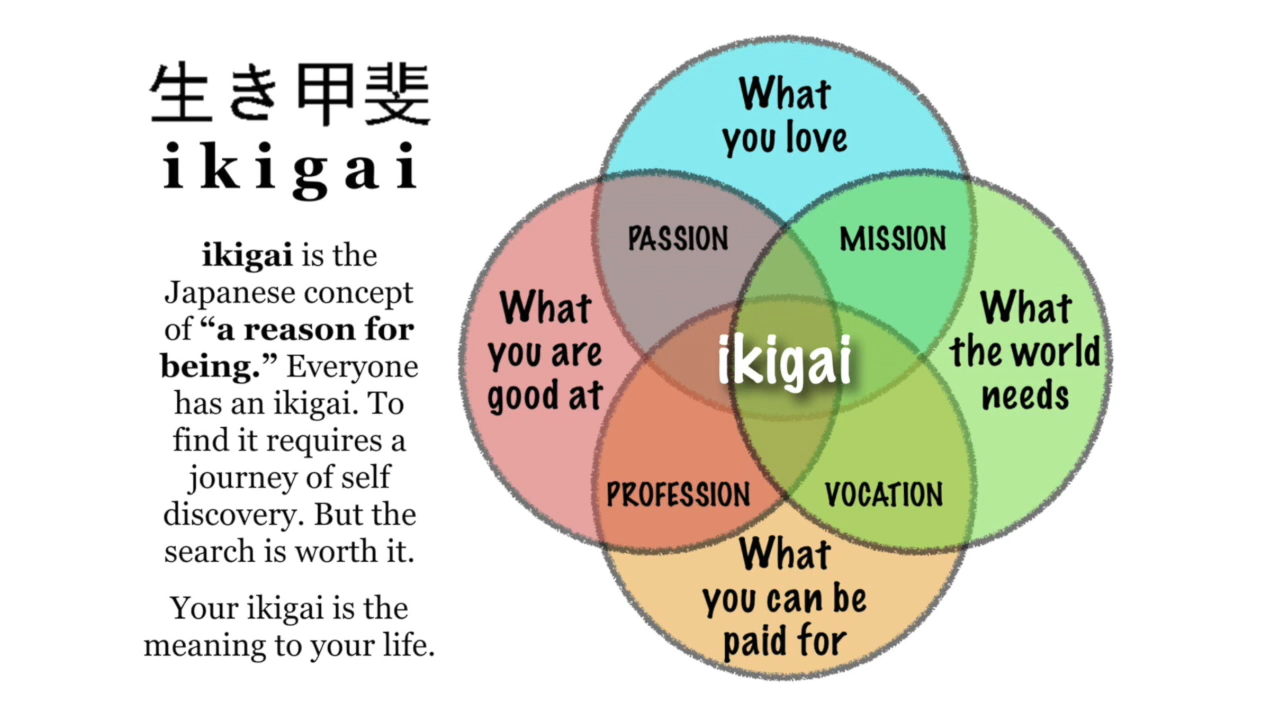 生き甲斐
ikigai
ikigai is the
Japanese concept
of “a reason for
being.” Everyone
has an ikigai. To
find it requires a
journey of self
discovery. But the
search is worth it.
Your ikigai is the
meaning to your life.
What
you love
PASSION
MISSION
What
you are
good at
ikigai
What
the world
needs
PROFESSION
VOCATION
What
you can be
paid for